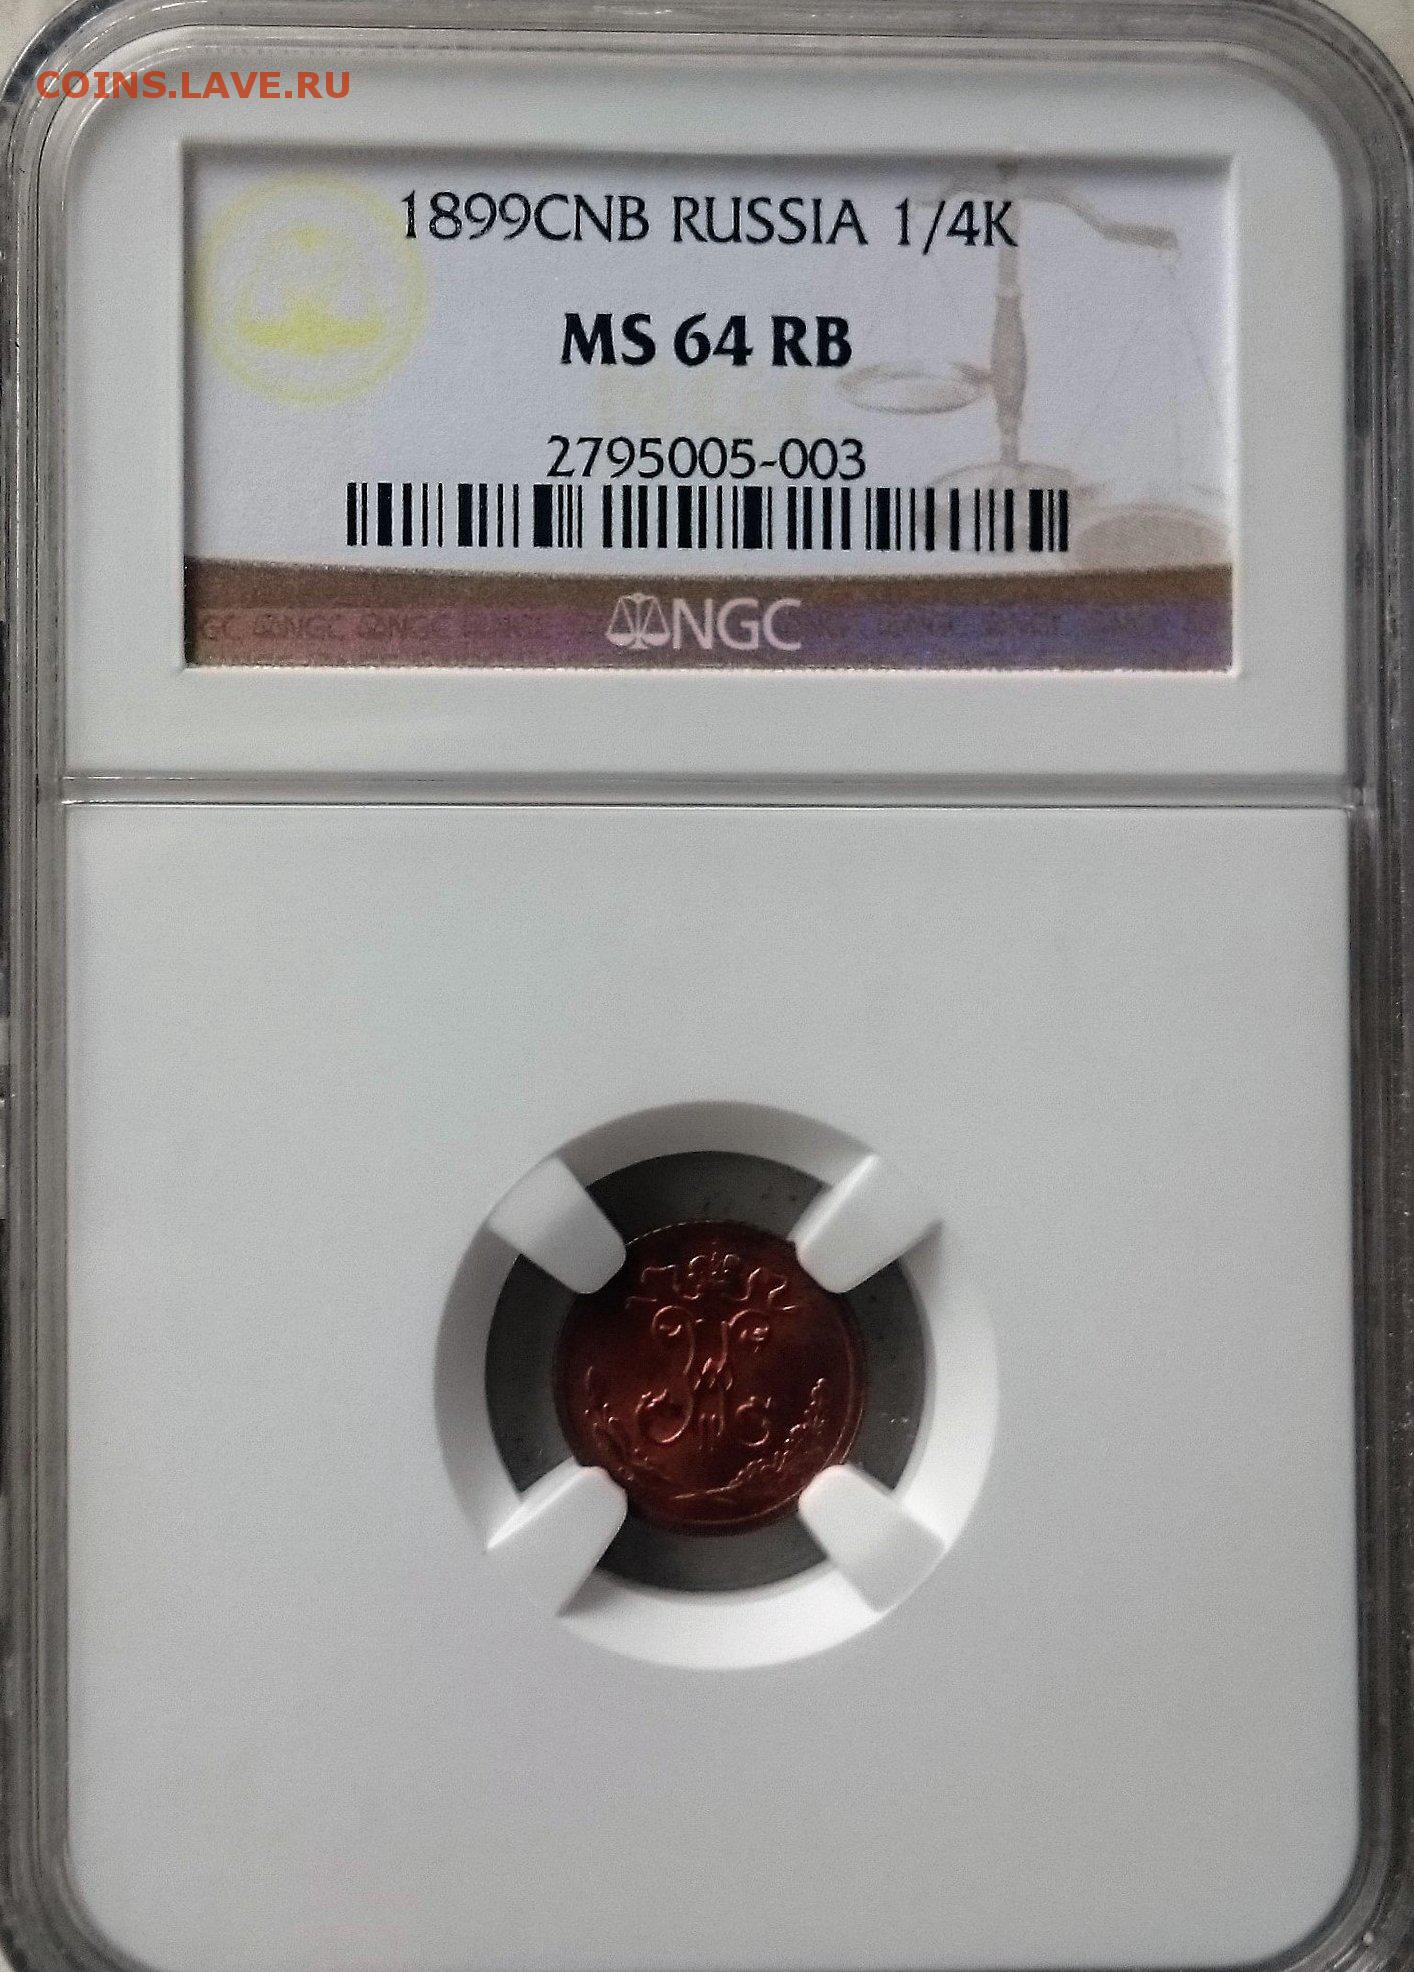 COINS.LAVE.RU
1899CNB RUSSIA 1/4K
MS 64 RB
2795005-003
NGC